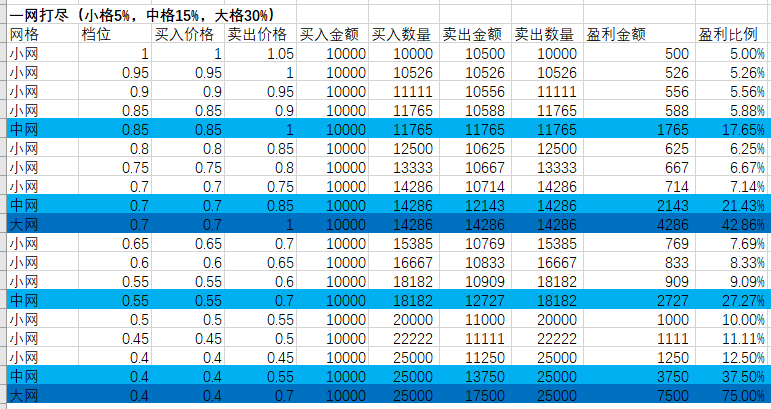 一网打尽（小格5%，中格15%，大格30%）
网格 档位 买入价格 卖出价格 买入金额 买入数量 卖出金额 卖出数量 盈利金额 盈利比例
小网 1 1 1.05 10000 10000 10500 10000 500 5.00%
小网 0.95 0.95 1 10000 10526 10526 10526 526 5.26%
小网 0.9 0.9 0.95 10000 11111 10556 11111 556 5.56%
小网 0.85 0.85 0.9 10000 11765 10588 11765 588 5.88%
中网 0.85 0.85 1 10000 11765 11765 11765 1765 17.65%
小网 0.8 0.8 0.85 10000 12500 10625 12500 625 6.25%
小网 0.75 0.75 0.8 10000 13333 10667 13333 667 6.67%
小网 0.7 0.7 0.75 10000 14286 10714 14286 714 7.14%
中网 0.7 0.7 0.85 10000 14286 12143 14286 2143 21.43%
大网 0.7 0.7 1 10000 14286 14286 14286 4286 42.86%
小网 0.65 0.65 0.7 10000 15385 10769 15385 769 7.69%
小网 0.6 0.6 0.65 10000 16667 10833 16667 833 8.33%
小网 0.55 0.55 0.6 10000 18182 10909 18182 909 9.09%
中网 0.55 0.55 0.7 10000 18182 12727 18182 2727 27.27%
小网 0.5 0.5 0.55 10000 20000 11000 20000 1000 10.00%
小网 0.45 0.45 0.5 10000 22222 11111 22222 1111 11.11%
小网 0.4 0.4 0.45 10000 25000 11250 25000 1250 12.50%
中网 0.4 0.4 0.55 10000 25000 13750 25000 3750 37.50%
大网 0.4 0.4 0.7 10000 25000 17500 25000 7500 75.00%